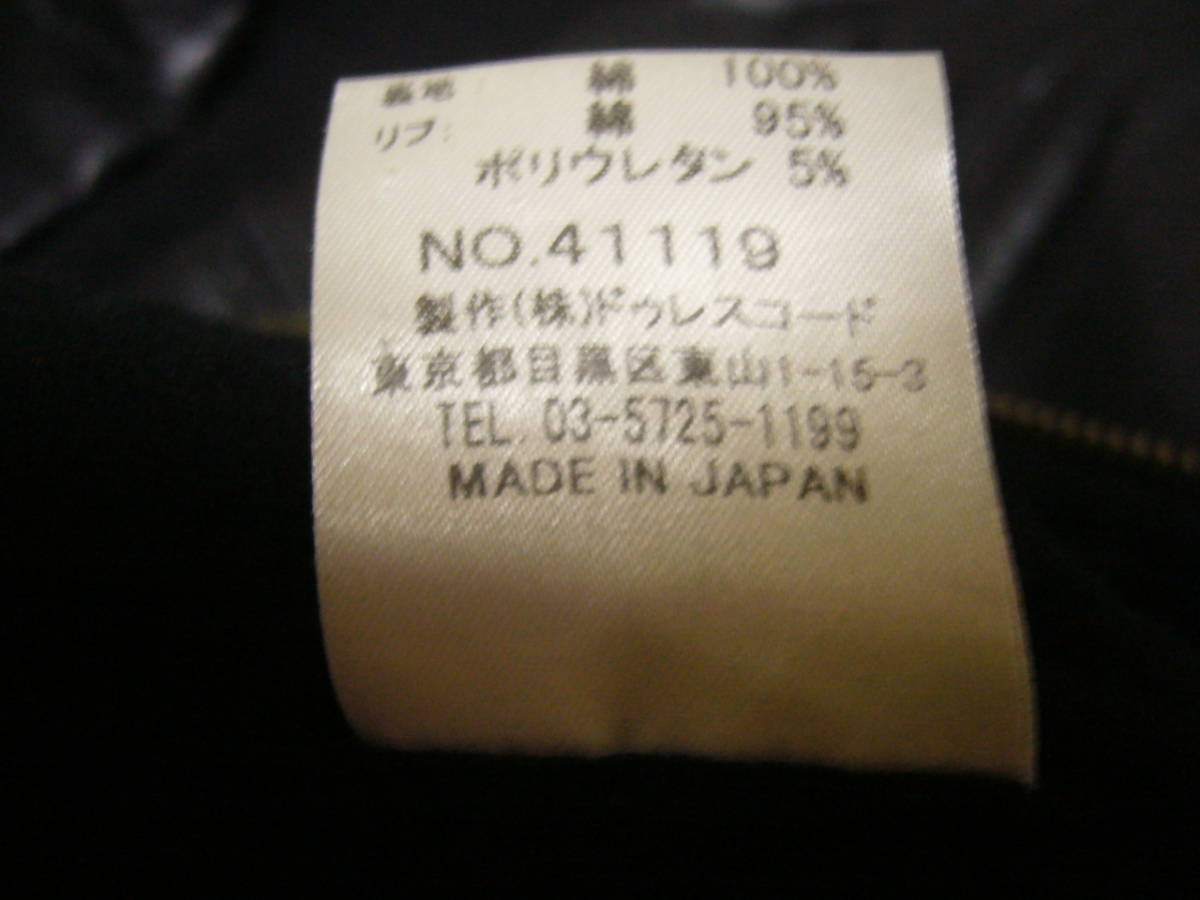 裏地 綿 100%
リブ: 綿 95%
ポリウレタン 5%
NO.41119
製作(株)ドゥレスコード
東京都目黒区東山1-15-3
TEL. 03-5725-1199
MADE IN JAPAN